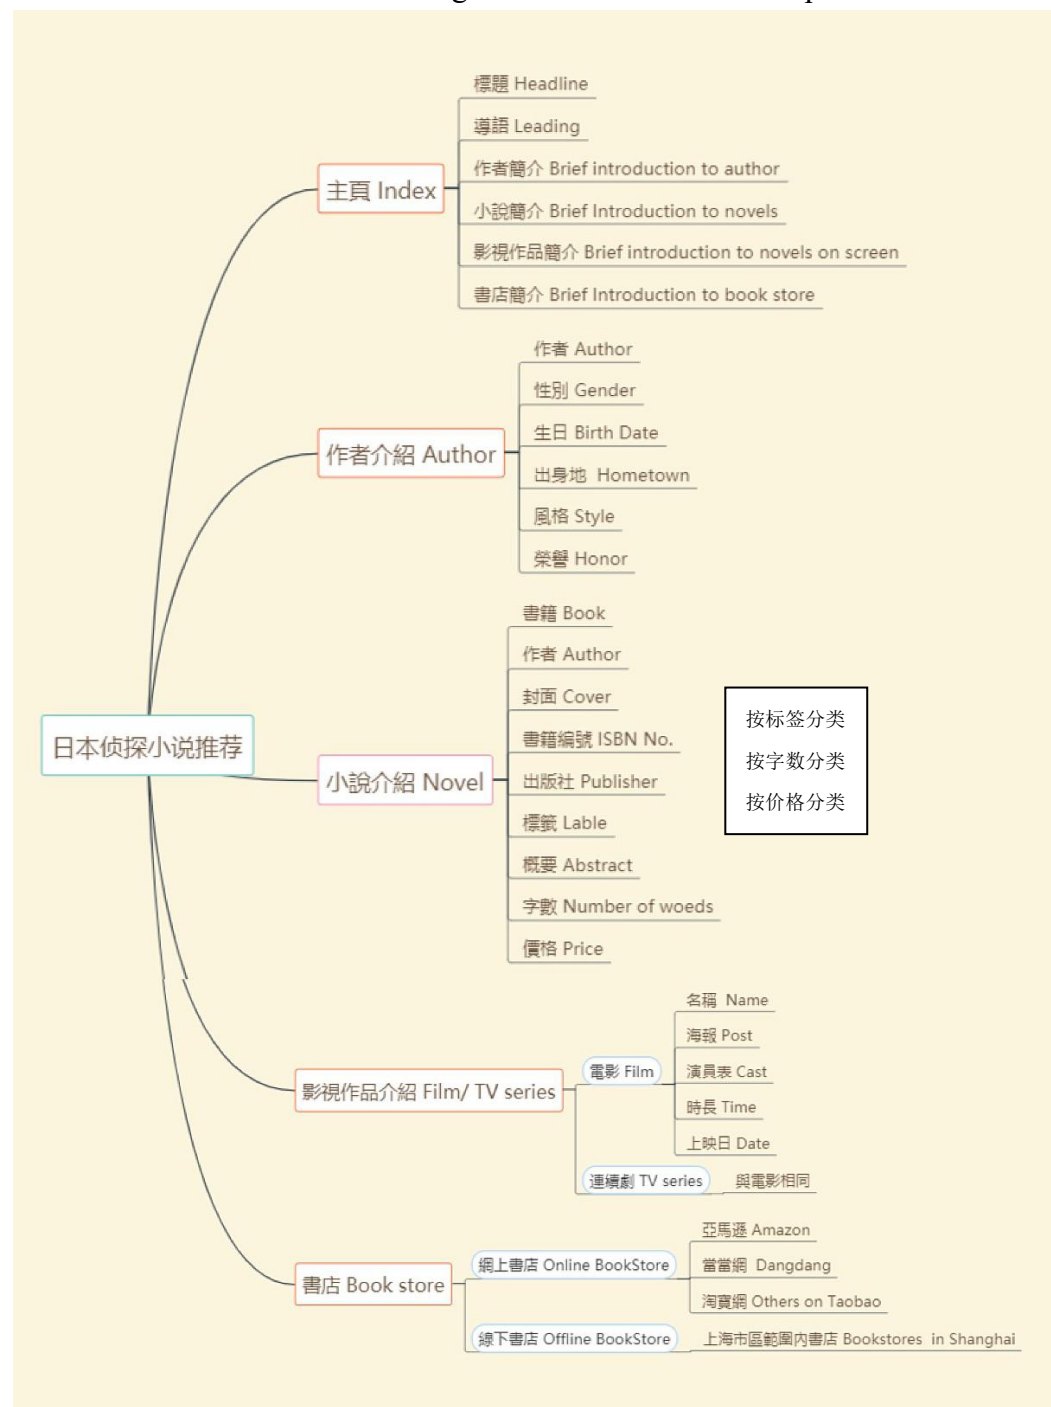 日本侦探小说推荐
主頁 Index
標題 Headline
導語 Leading
作者簡介 Brief introduction to author
小說簡介 Brief Introduction to novels
影視作品簡介 Brief introduction to novels on screen
書店簡介 Brief Introduction to book store
作者介紹 Author
作者 Author
性別 Gender
生日 Birth Date
出身地 Hometown
風格 Style
榮譽 Honor
小說介紹 Novel
書籍 Book
作者 Author
封面 Cover
書籍編號 ISBN No.
出版社 Publisher
標籤 Lable
概要 Abstract
字數 Number of woeds
價格 Price
按标签分类
按字数分类
按价格分类
影視作品介紹 Film/ TV series
電影 Film
名稱 Name
海報 Post
演員表 Cast
時長 Time
上映日 Date
連續劇 TV series
與電影相同
書店 Book store
網上書店 Online BookStore
亞馬遜 Amazon
當當網 Dangdang
淘寶網 Others on Taobao
線下書店 Offline BookStore
上海市區範圍內書店 Bookstores in Shanghai